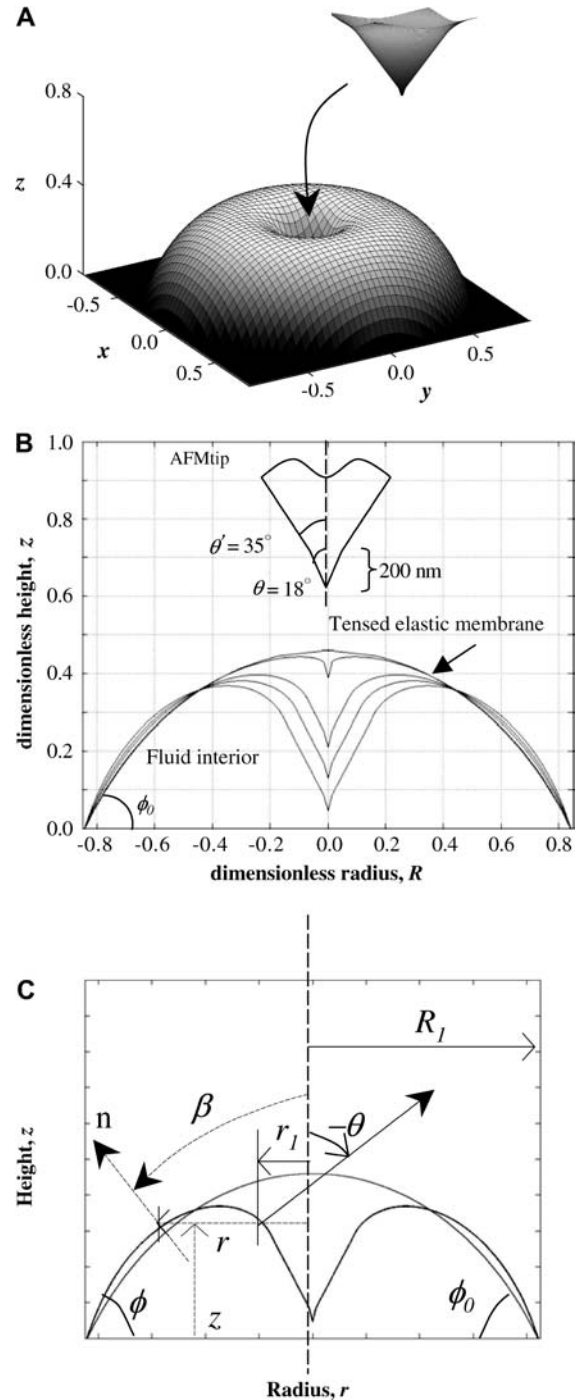 A
0.8
z
0.4
0.0
-0.5
x
0.0
0.5
-0.5
0.0
y
0.5
B
1.0
AFMtip
0.8
θ' = 35°
0.6
θ = 18°
200 nm
Tensed elastic membrane
dimensionless height, z
0.4
0.2
Fluid interior
ϕ0
0.0
-0.8 -0.6 -0.4 -0.2 0.0 0.2 0.4 0.6 0.8
dimensionless radius, R
C
R1
β
n
-θ
r1
Height, z
r
ϕ
z
ϕ0
Radius, r